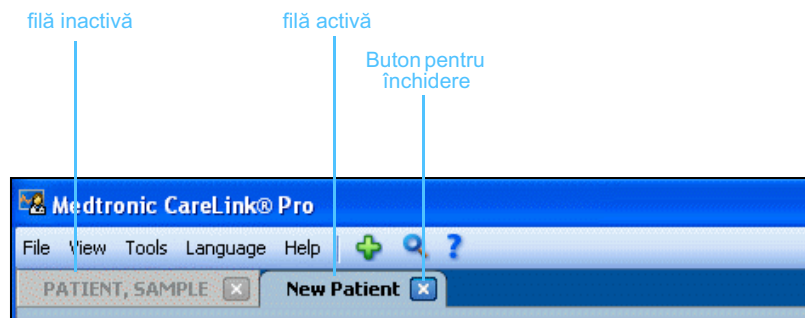 filă inactivă
filă activă
Buton pentru
închidere
Medtronic CareLink® Pro
File View Tools Language Help ?
PATIENT, SAMPLE
New Patient